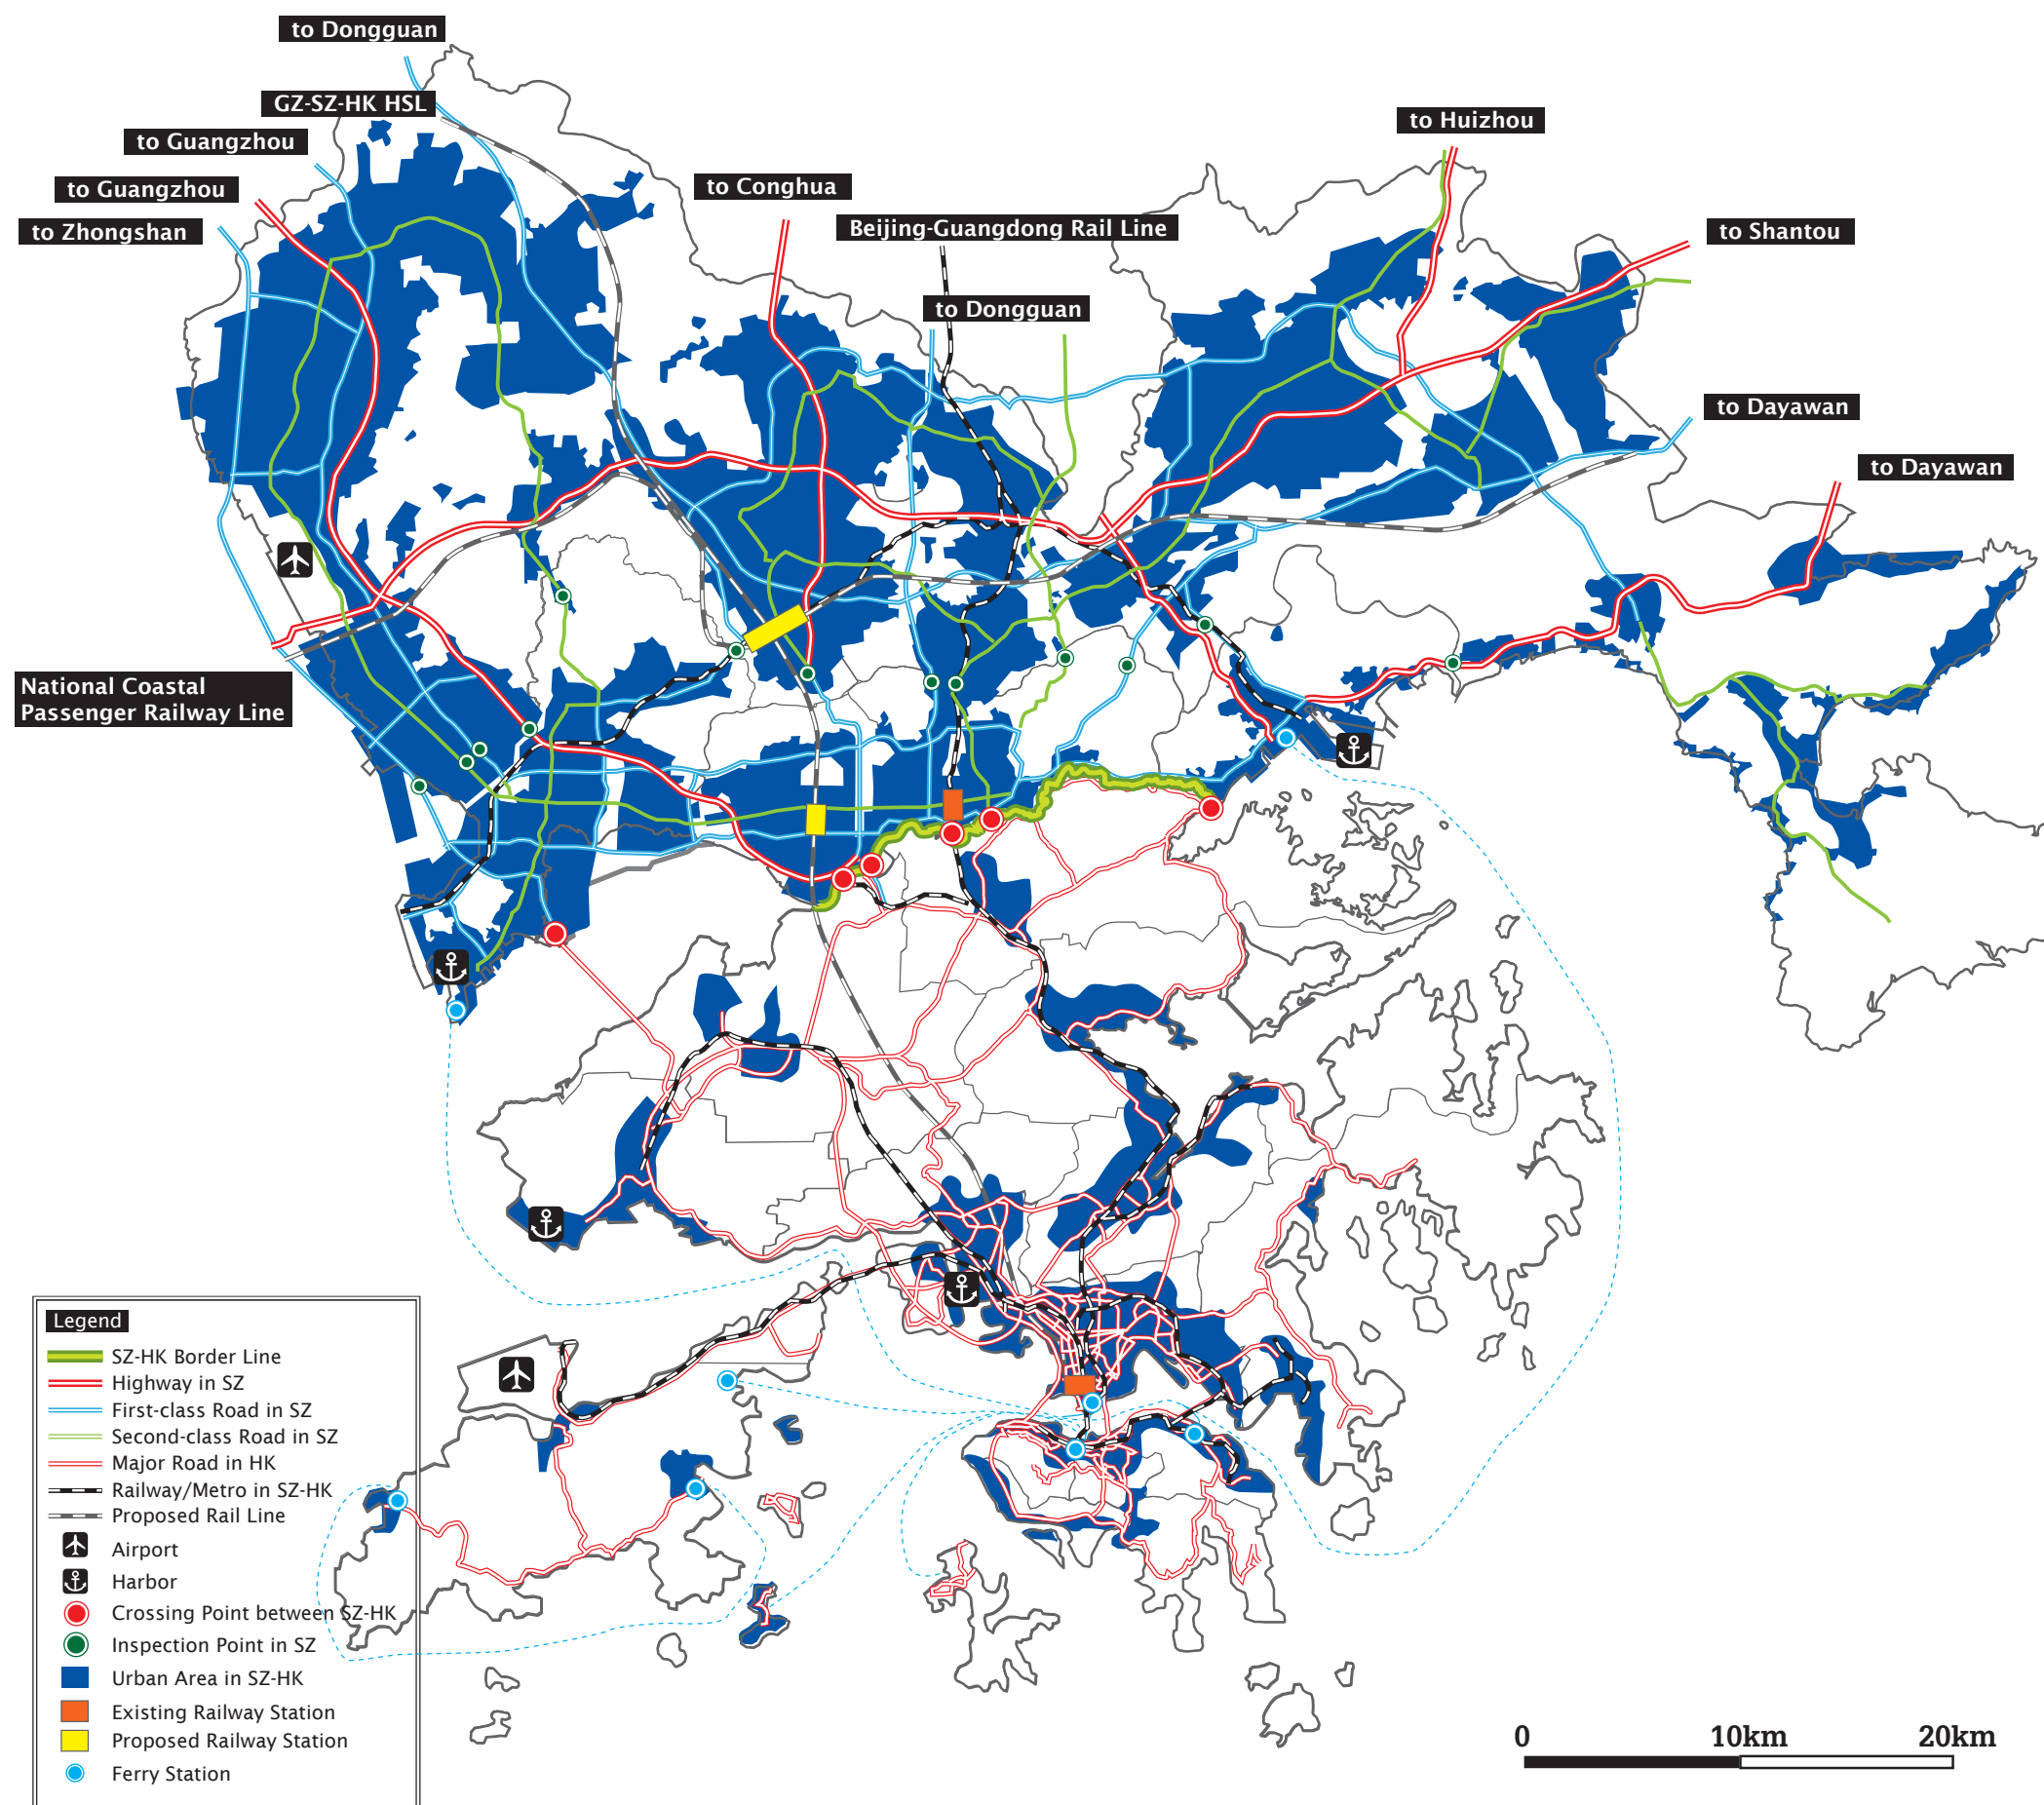 to Dongguan
GZ-SZ-HK HSL
to Guangzhou
to Guangzhou
to Zhongshan
to Conghua
Beijing-Guangdong Rail Line
to Dongguan
to Huizhou
to Shantou
to Dayawan
to Dayawan
National Coastal
Passenger Railway Line
Legend
SZ-HK Border Line
Highway in SZ
First-class Road in SZ
Second-class Road in SZ
Major Road in HK
Railway/Metro in SZ-HK
Proposed Rail Line
Airport
Harbor
Crossing Point between SZ-HK
Inspection Point in SZ
Urban Area in SZ-HK
Existing Railway Station
Proposed Railway Station
Ferry Station
0 10km 20km